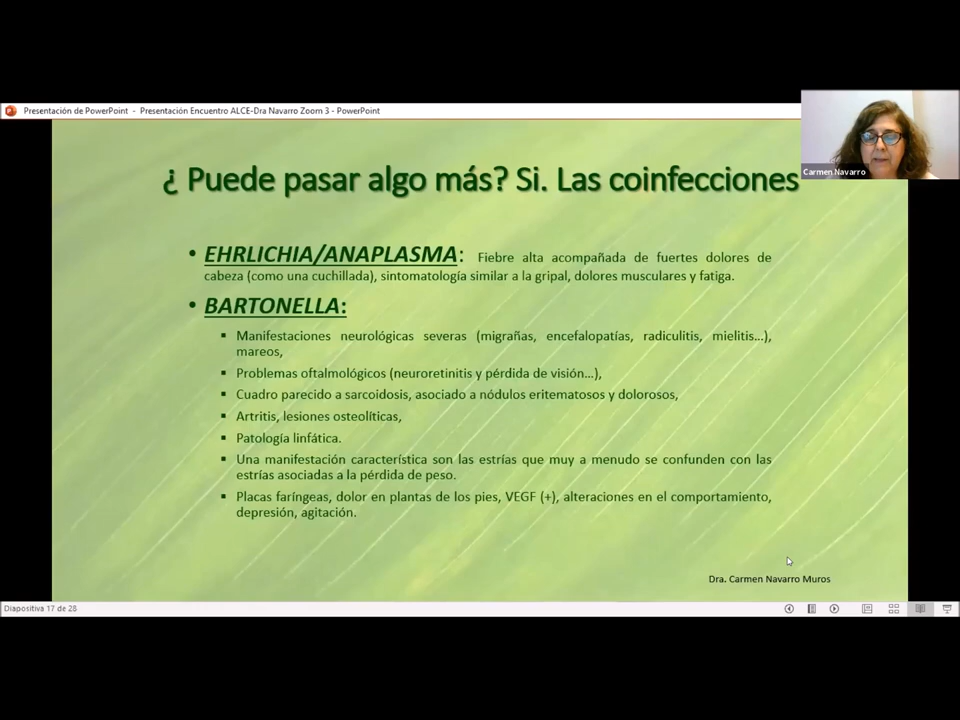 Presentación de PowerPoint - Presentación Encuentro ALCE-Dra Navarro Zoom 3 - PowerPoint
Carmen Navarro
¿ Puede pasar algo más? Si. Las coinfecciones
• EHRLICHIA/ANAPLASMA: Fiebre alta acompañada de fuertes dolores de
cabeza (como una cuchillada), sintomatología similar a la gripal, dolores musculares y fatiga.
• BARTONELLA:
▪ Manifestaciones neurológicas severas (migrañas, encefalopatías, radiculítis, mielitis...),
mareos,
▪ Problemas oftalmológicos (neuroretinitis y pérdida de visión...),
▪ Cuadro parecido a sarcoidosis, asociado a nódulos eritematosos y dolorosos,
▪ Artritis, lesiones osteolíticas,
▪ Patología linfática.
▪ Una manifestación característica son las estrías que muy a menudo se confunden con las
estrías asociadas a la pérdida de peso.
▪ Placas faríngeas, dolor en plantas de los pies, VEGF (+), alteraciones en el comportamiento,
depresión, agitación.
Dra. Carmen Navarro Muros
Diapositiva 17 de 28